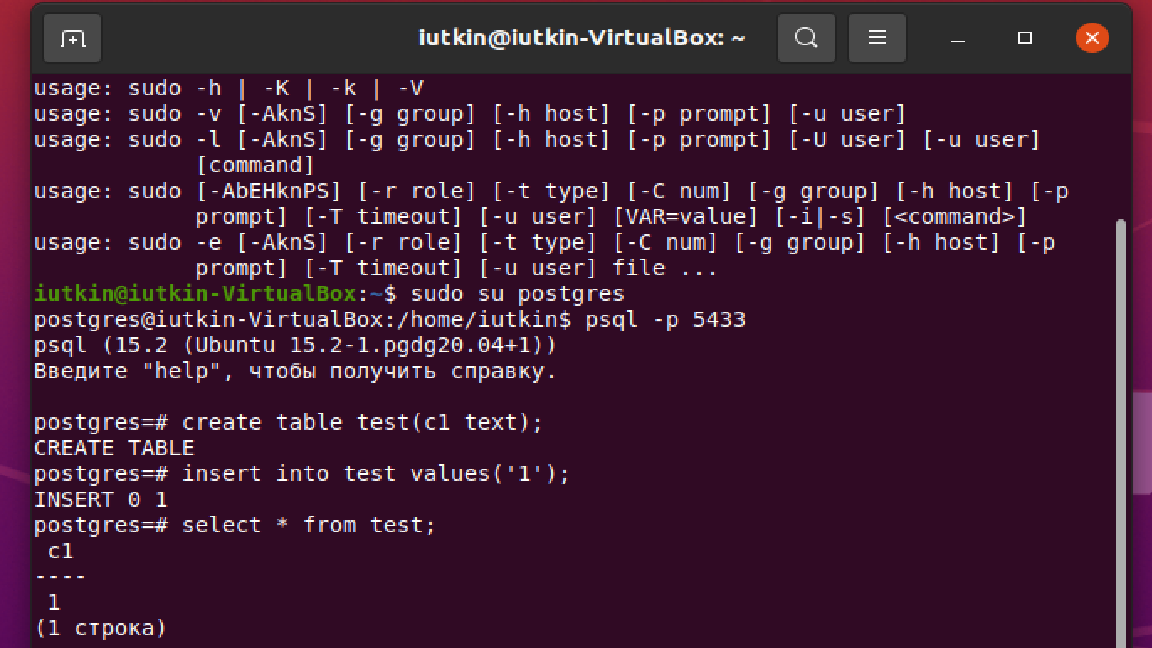 iutkin@iutkin-VirtualBox: ~
usage: sudo -h | -K | -k | -V
usage: sudo -v [-AknS] [-g group] [-h host] [-p prompt] [-u user]
usage: sudo -l [-AknS] [-g group] [-h host] [-p prompt] [-U user] [-u user]
[command]
usage: sudo [-AbEHknPS] [-r role] [-t type] [-C num] [-g group] [-h host] [-p
prompt] [-T timeout] [-u user] [VAR=value] [-i|-s] [<command>]
usage: sudo -e [-AknS] [-r role] [-t type] [-C num] [-g group] [-h host] [-p
prompt] [-T timeout] [-u user] file ...
iutkin@iutkin-VirtualBox:~$ sudo su postgres
postgres@iutkin-VirtualBox:/home/iutkin$ psql -p 5433
psql (15.2 (Ubuntu 15.2-1.pgdg20.04+1))
Введите "help", чтобы получить справку.
postgres=# create table test(c1 text);
CREATE TABLE
postgres=# insert into test values('1');
INSERT 0 1
postgres=# select * from test;
c1
----
1
(1 строка)